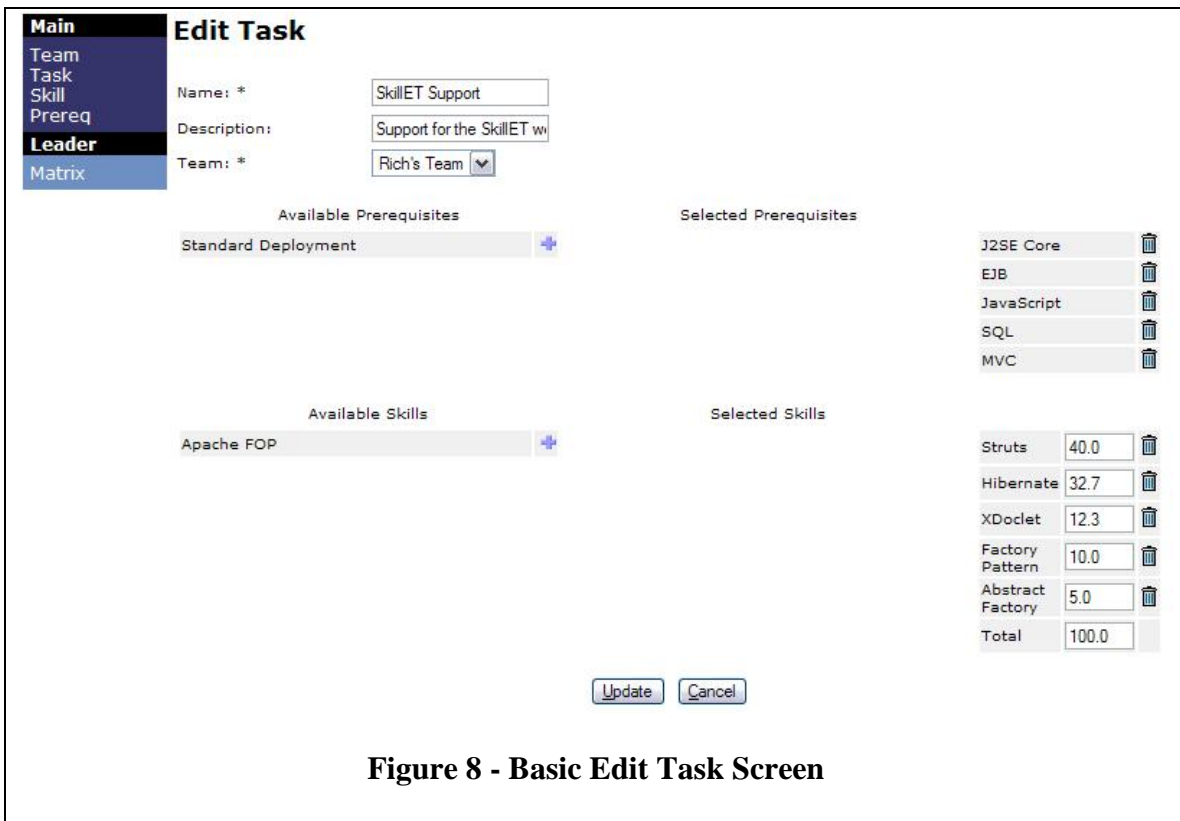 Main
Team
Task
Skill
Prereq
Leader
Matrix
Edit Task
Name: * SkillET Support
Description: Support for the SkillET
Team: * Rich's Team
Available Prerequisites Selected Prerequisites
Standard Deployment
J2SE Core
EJB
JavaScript
SQL
MVC
Available Skills Selected Skills
Apache FOP
Struts 40.0
Hibernate 32.7
XDoclet 12.3
Factory
Pattern 10.0
Abstract
Factory 5.0
Total 100.0
Update Cancel
Figure 8 - Basic Edit Task Screen